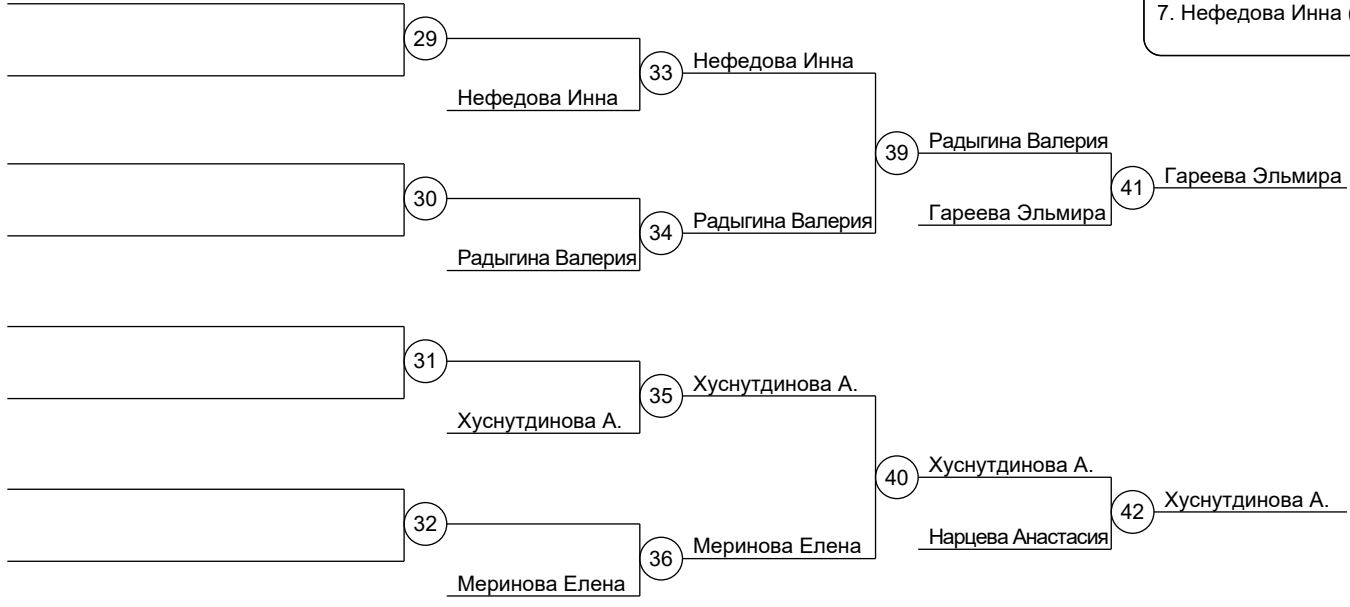 7. Нефедова Инна (
29
33
Нефедова Инна
Нефедова Инна
39
Радыгина Валерия
41
Гареева Эльмира
30
34
Радыгина Валерия
Гареева Эльмира
Радыгина Валерия
31
35
Хуснутдинова А.
Хуснутдинова А.
40
Хуснутдинова А.
42
Хуснутдинова А.
32
36
Меринова Елена
Нарцева Анастасия
Меринова Елена